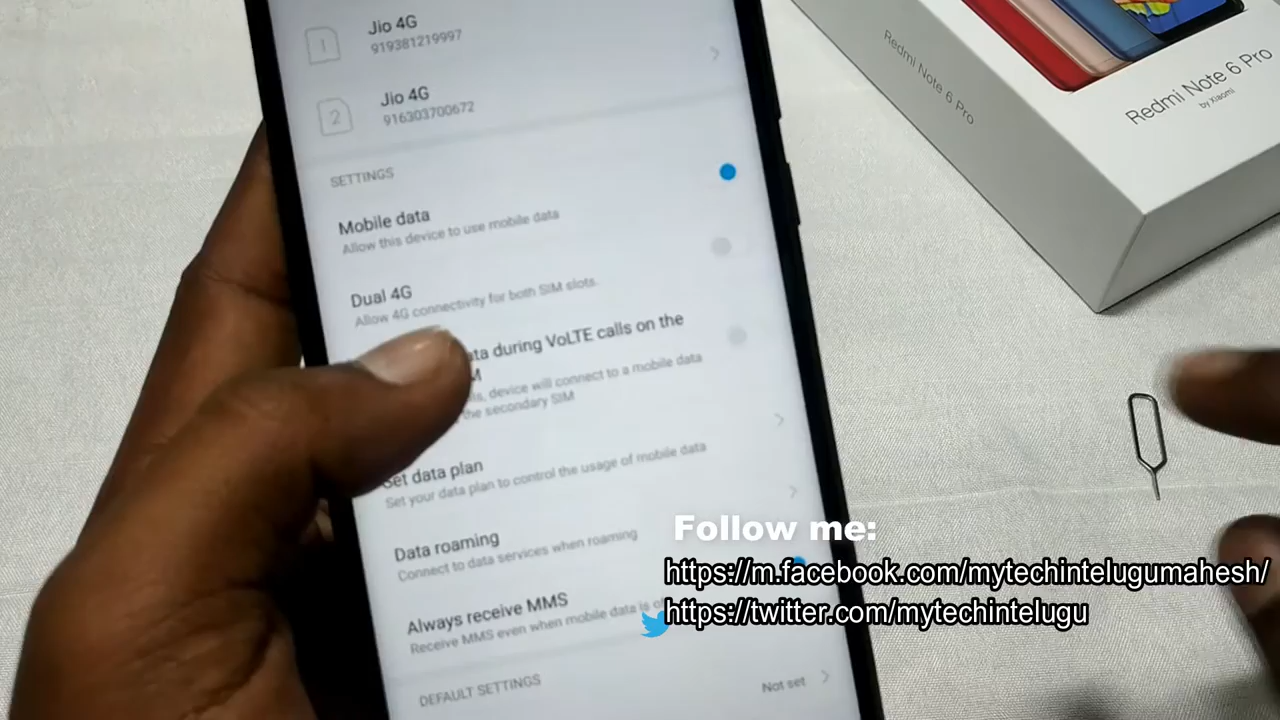 Jio 4G
919381219997
1
Jio 4G
916303700672
2
SETTINGS
Mobile data
Allow this device to use mobile data
Dual 4G
Allow 4G connectivity for both SIM slots.
during VoLTE calls on the
device will connect to a mobile data
the secondary SIM
Set data plan
Set your data plan to control the usage of mobile data
Data roaming
Connect to data services when roaming
Always receive MMS
Receive MMS even when mobile data is
DEFAULT SETTINGS
Not set
Redmi Note 6 Pro
Redmi Note 6 Pro
by Xiaomi
Follow me:
https://m.facebook.com/mytechintelugumahesh/
https://twitter.com/mytechintelugu